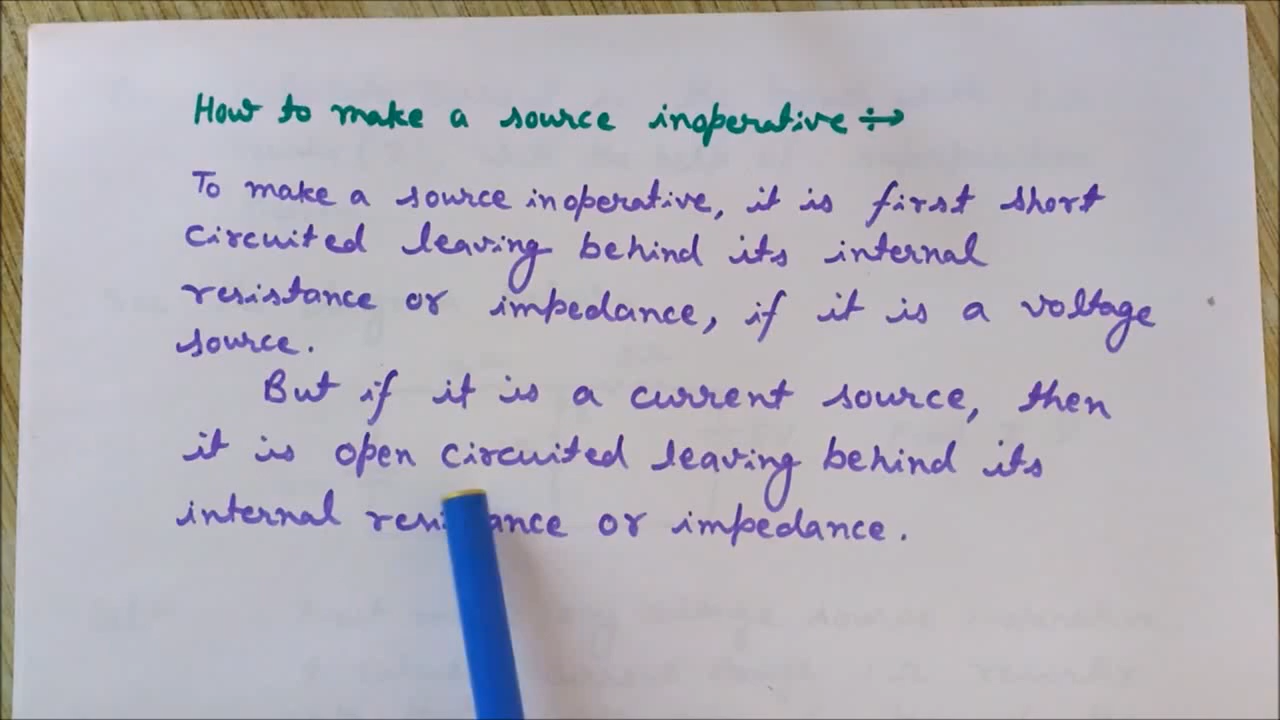 How to make a source inoperative ÷→
To make a source inoperative, it is first short
circuited leaving behind its internal
resistance or impedance, if it is a voltage
source.
But if it is a current source, then
it is open circuited leaving behind its
internal resistance or impedance.